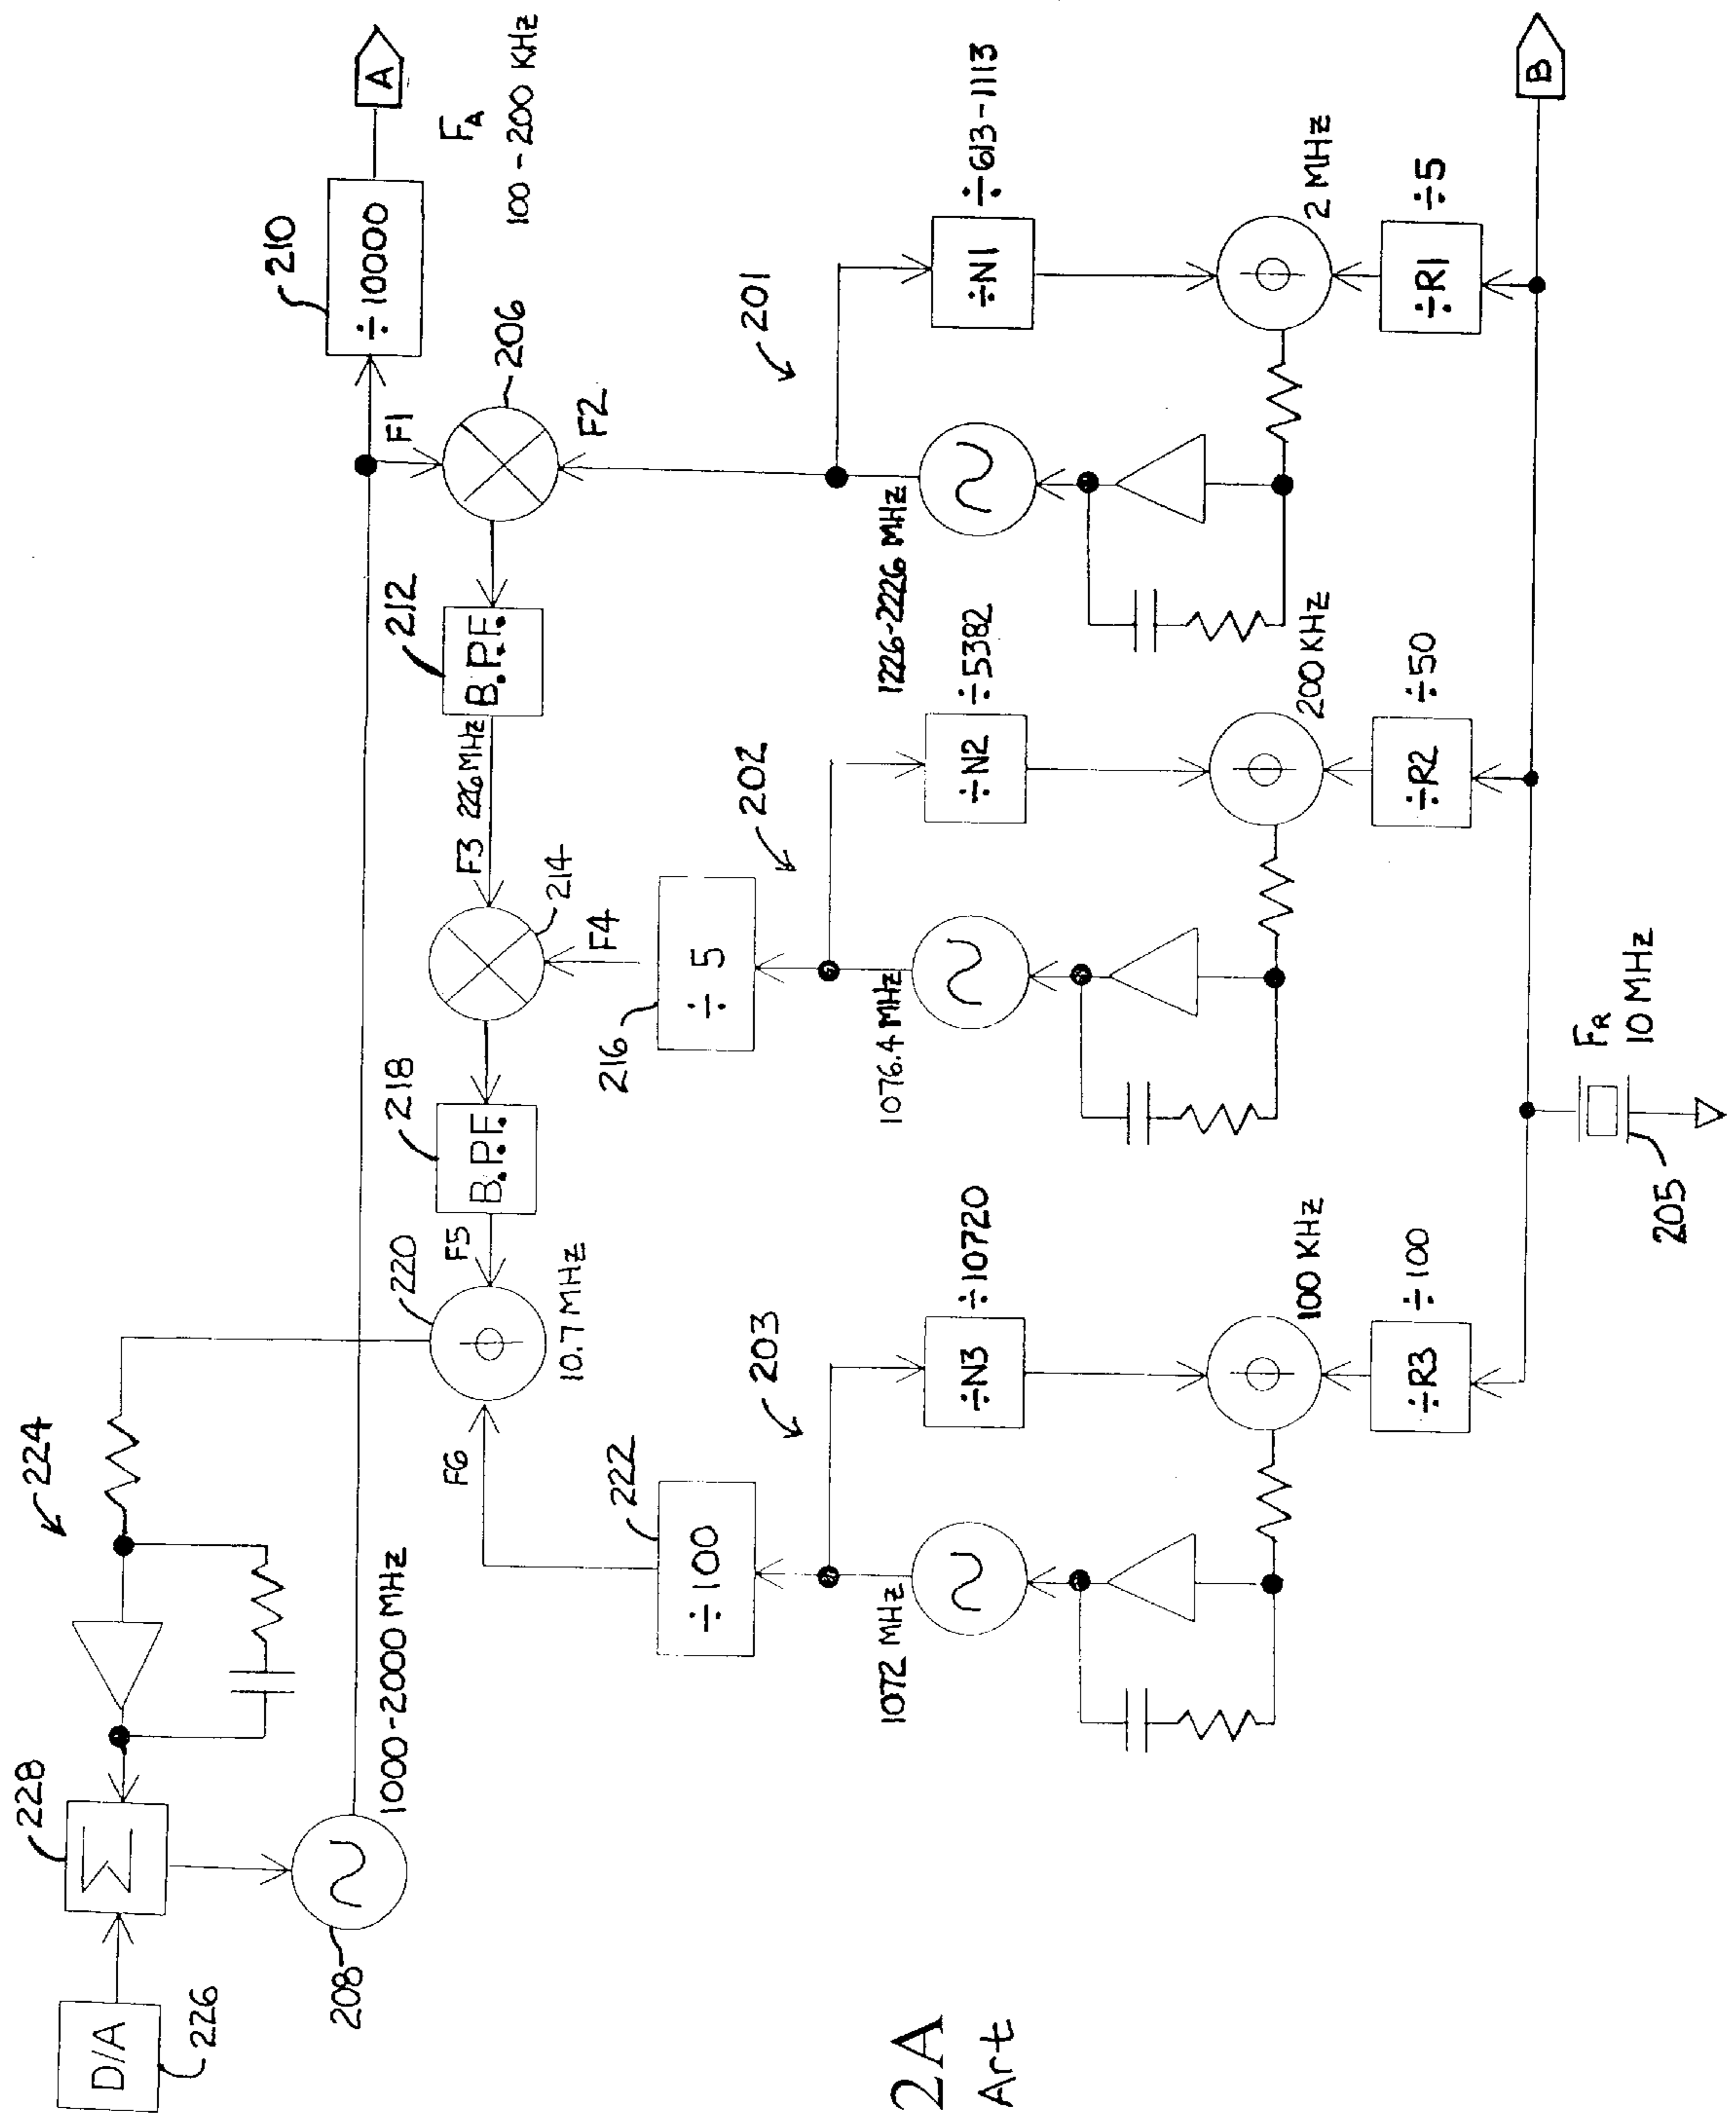 D/A
226
228
Σ
208
1000-2000 MHz
224
210
÷10000
A
FA
100-200 KHz
F1
206
F2
212
B.P.F.
F3 226 MHz
214
F4
218
B.P.F.
F5
220
10.7 MHz
F6
222
÷100
203
1072 MHz
÷N3
÷10720
100 KHz
÷R3
÷100
216
÷5
202
1076.4 MHz
÷N2
÷5382
200 KHz
÷R2
÷50
201
1226-2226 MHz
÷N1
÷613-1113
2 MHz
÷R1
÷5
B
FR
10 MHz
205
2A
Art